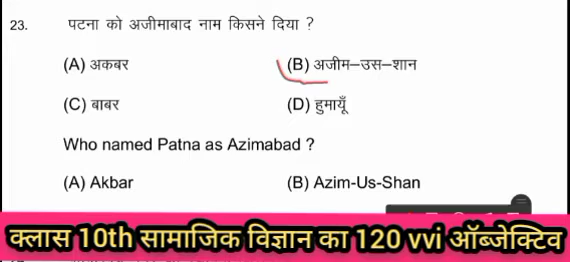 23. पटना को अजीमाबाद नाम किसने दिया ?
(A) अकबर (B) अजीम–उस–शान
(C) बाबर (D) हुमायूँ
Who named Patna as Azimabad ?
(A) Akbar (B) Azim-Us-Shan
क्लास 10th सामाजिक विज्ञान का 120 vvi ऑब्जेक्टिव